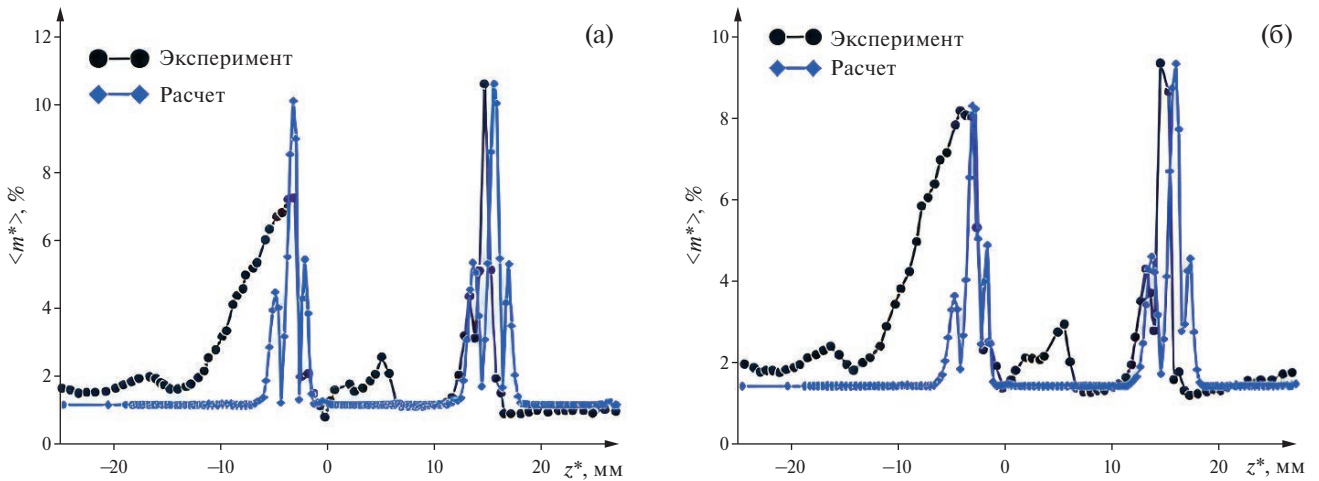 (а)
12
10
8
6
4
2
0
<m*>, %
Эксперимент
Расчет
–20
–10
0
10
20
z*, мм
(б)
10
8
6
4
2
0
<m*>, %
Эксперимент
Расчет
–20
–10
0
10
20
z*, мм